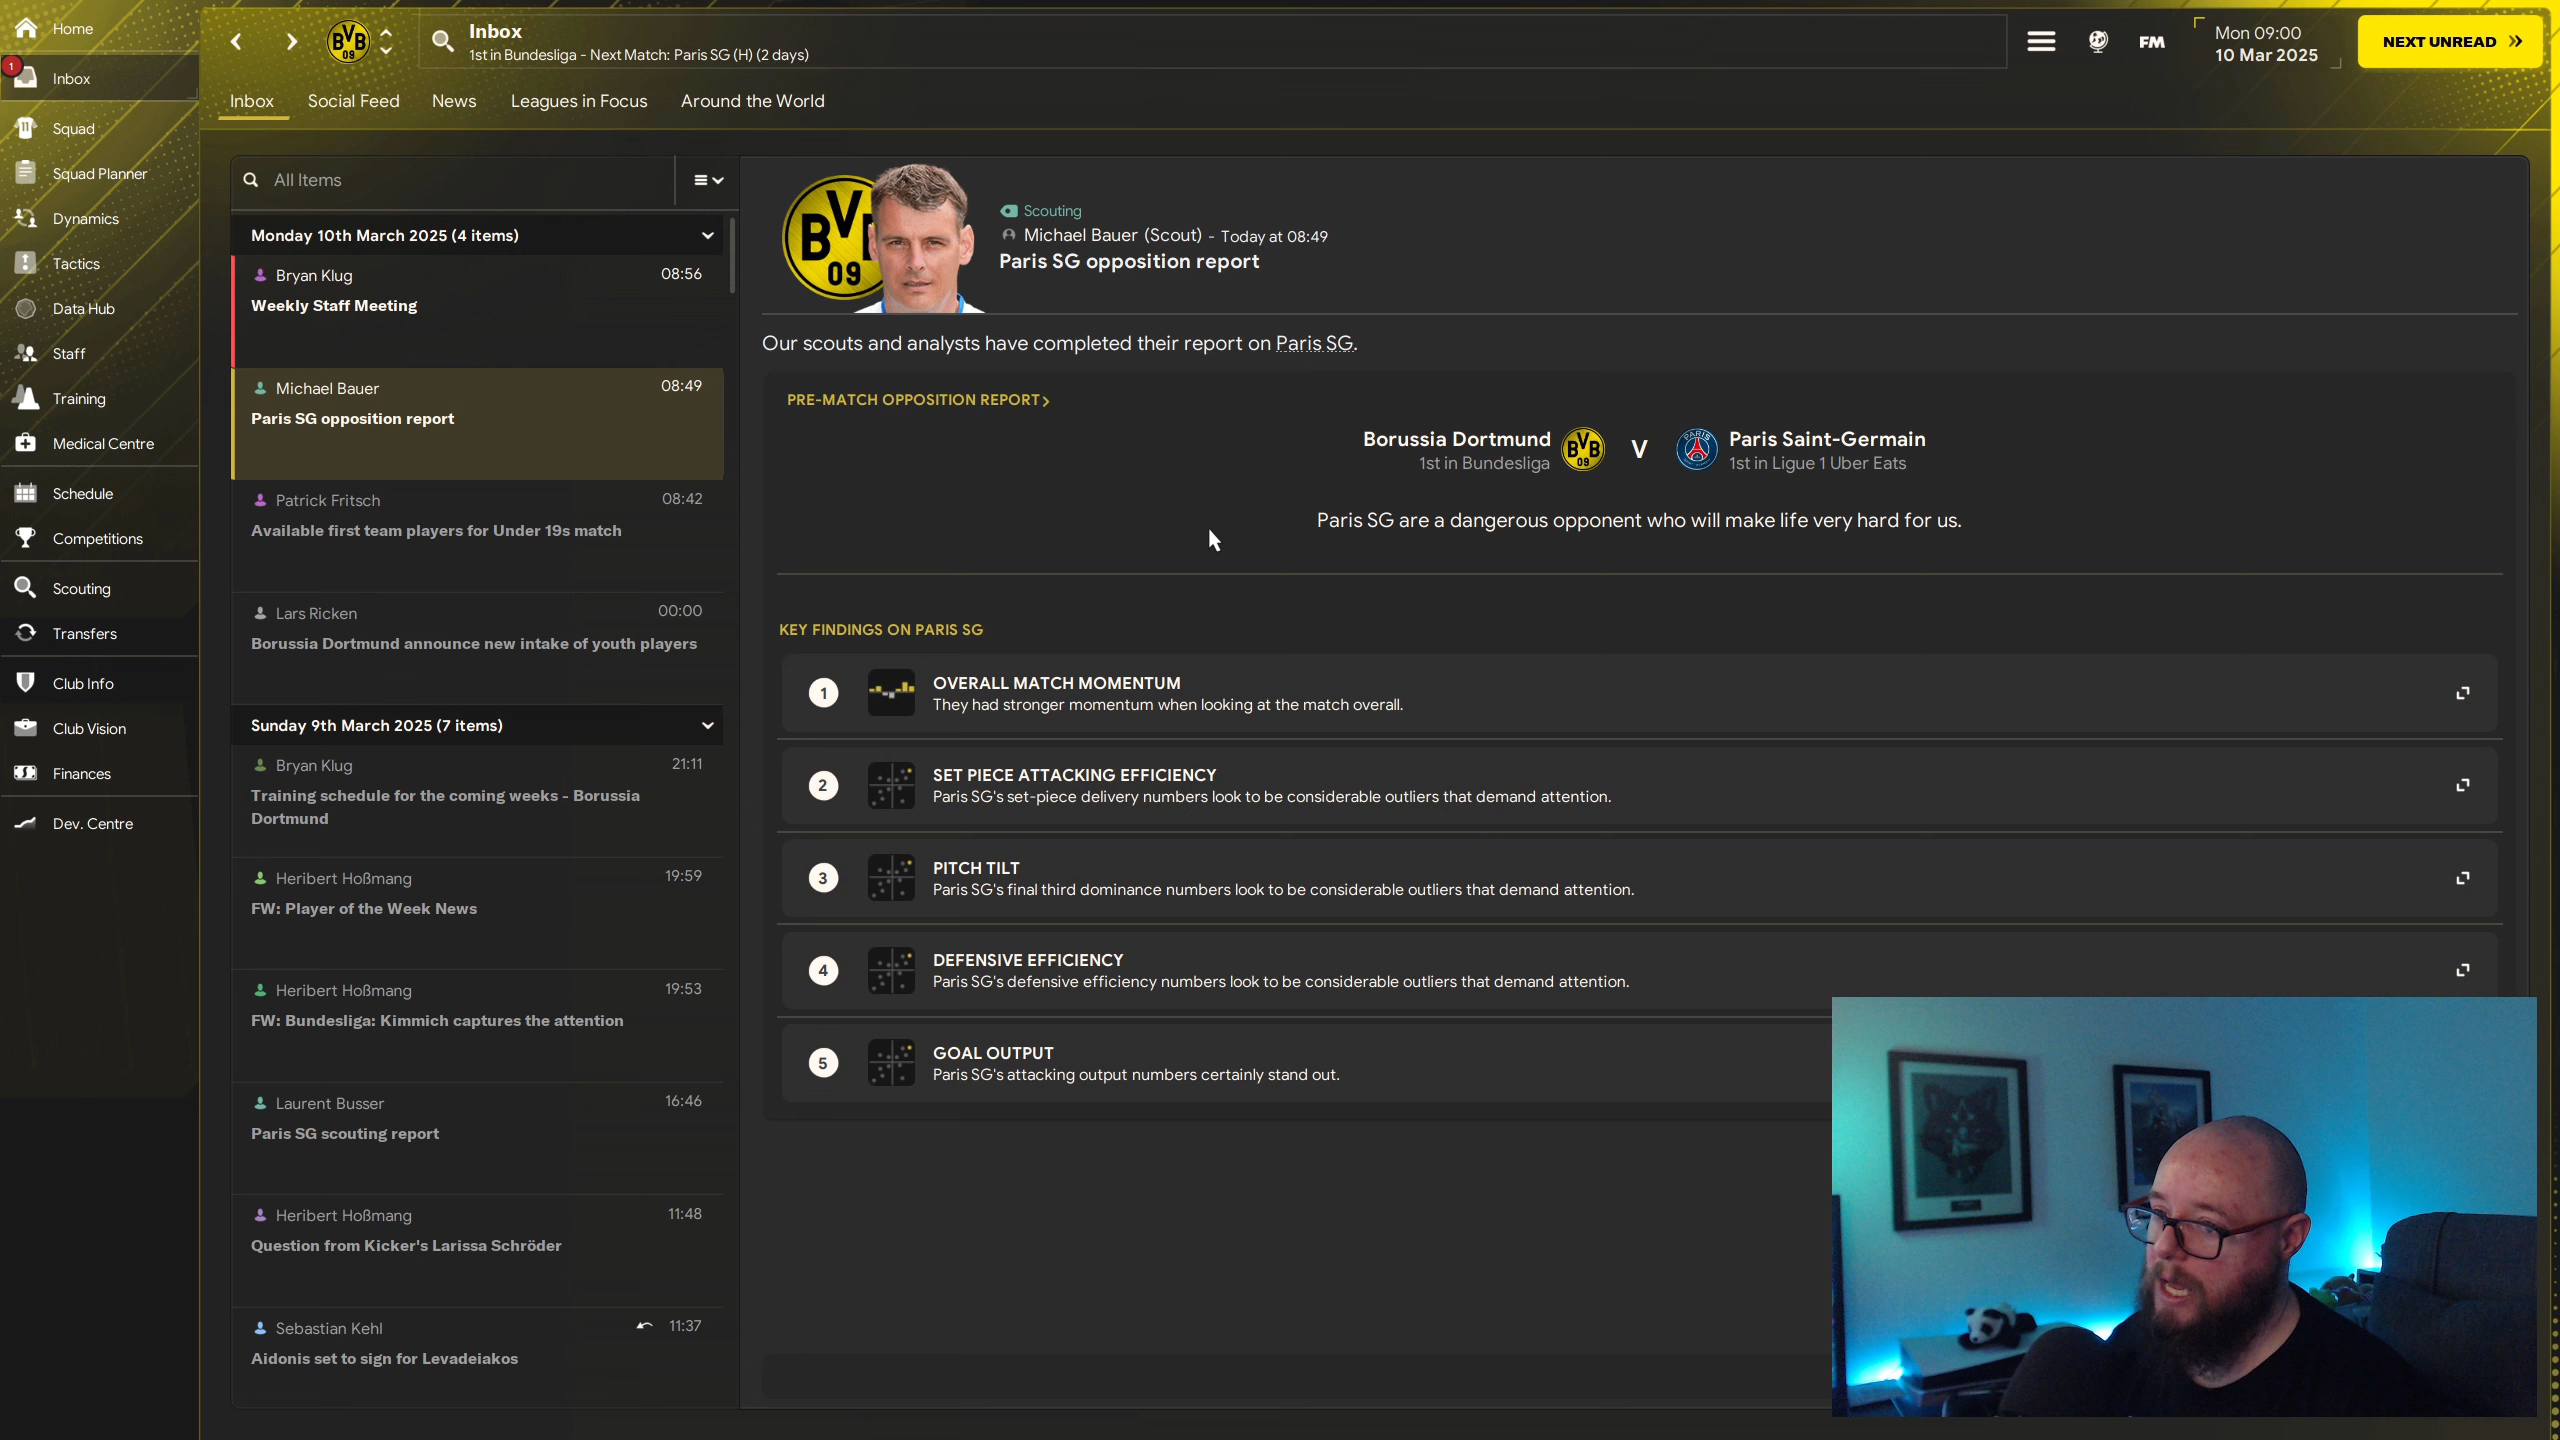 Home
1
Inbox
Squad
Squad Planner
Dynamics
Tactics
Data Hub
Staff
Training
Medical Centre
Schedule
Competitions
Scouting
Transfers
Club Info
Club Vision
Finances
Dev. Centre
BVB
09
Inbox
1st in Bundesliga - Next Match: Paris SG (H) (2 days)
FM
Mon 09:00
10 Mar 2025
NEXT UNREAD
Inbox
Social Feed
News
Leagues in Focus
Around the World
All Items
Monday 10th March 2025 (4 items)
Bryan Klug
08:56
Weekly Staff Meeting
Michael Bauer
08:49
Paris SG opposition report
Patrick Fritsch
08:42
Available first team players for Under 19s match
Lars Ricken
00:00
Borussia Dortmund announce new intake of youth players
Sunday 9th March 2025 (7 items)
Bryan Klug
21:11
Training schedule for the coming weeks - Borussia
Dortmund
Heribert Hoßmang
19:59
FW: Player of the Week News
Heribert Hoßmang
19:53
FW: Bundesliga: Kimmich captures the attention
Laurent Busser
16:46
Paris SG scouting report
Heribert Hoßmang
11:48
Question from Kicker's Larissa Schröder
Sebastian Kehl
11:37
Aidonis set to sign for Levadeiakos
BV
09
Scouting
Michael Bauer (Scout) - Today at 08:49
Paris SG opposition report
Our scouts and analysts have completed their report on Paris SG.
PRE-MATCH OPPOSITION REPORT
Borussia Dortmund
1st in Bundesliga
BVB
09
V
PARIS
Paris Saint-Germain
1st in Ligue 1 Uber Eats
Paris SG are a dangerous opponent who will make life very hard for us.
KEY FINDINGS ON PARIS SG
1
OVERALL MATCH MOMENTUM
They had stronger momentum when looking at the match overall.
2
SET PIECE ATTACKING EFFICIENCY
Paris SG's set-piece delivery numbers look to be considerable outliers that demand attention.
3
PITCH TILT
Paris SG's final third dominance numbers look to be considerable outliers that demand attention.
4
DEFENSIVE EFFICIENCY
Paris SG's defensive efficiency numbers look to be considerable outliers that demand attention.
5
GOAL OUTPUT
Paris SG's attacking output numbers certainly stand out.